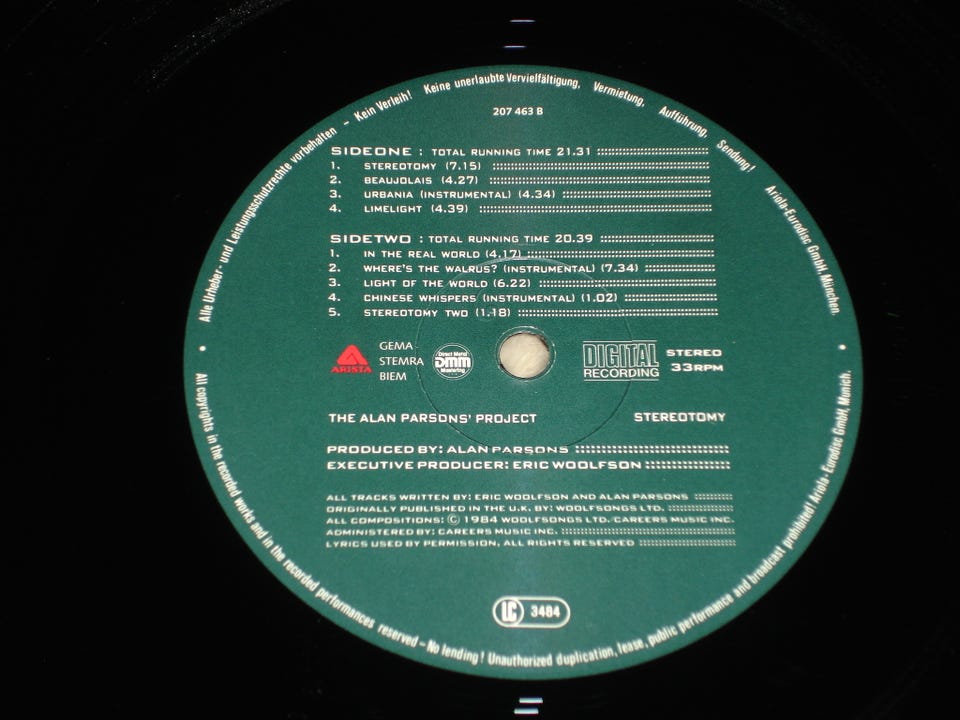 Alle Urheber- und Leistungsschutzrechte vorbehalten – Kein Verleih! Keine unerlaubte Vervielfältigung, Vermietung, Aufführung, Sendung! Ariola-Eurodisc GmbH, München.
207 463 B
SIDEONE : TOTAL RUNNING TIME 21.31
1. STEREOTOMY (7.15)
2. BEAUJOLAIS (4.27)
3. URBANIA (INSTRUMENTAL) (4.34)
4. LIMELIGHT (4.39)
SIDETWO : TOTAL RUNNING TIME 20.39
1. IN THE REAL WORLD (4.17)
2. WHERE'S THE WALRUS? (INSTRUMENTAL) (7.34)
3. LIGHT OF THE WORLD (6.22)
4. CHINESE WHISPERS (INSTRUMENTAL) (1.02)
5. STEREOTOMY TWO (1.18)
ARISTA
GEMA
STEMRA
BIEM
Direct Metal
DMM
Mastering
DIGITAL
RECORDING
STEREO
33RPM
THE ALAN PARSONS' PROJECT STEREOTOMY
PRODUCED BY: ALAN PARSONS
EXECUTIVE PRODUCER: ERIC WOOLFSON
ALL TRACKS WRITTEN BY: ERIC WOOLFSON AND ALAN PARSONS
ORIGINALLY PUBLISHED IN THE U.K. BY: WOOLFSONGS LTD.
ALL COMPOSITIONS: © 1984 WOOLFSONGS LTD. CAREERS MUSIC INC.
ADMINISTERED BY: CAREERS MUSIC INC.
LYRICS USED BY PERMISSION, ALL RIGHTS RESERVED
LC 3484
All copyrights in the recorded works and in the recorded performances reserved – No lending! Unauthorized duplication, lease, public performance and broadcast prohibited! Ariola-Eurodisc GmbH, Munich.